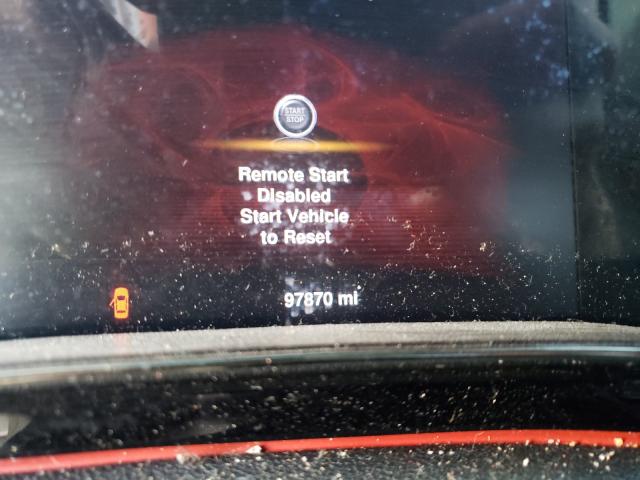 START
STOP
Remote Start
Disabled
Start Vehicle
to Reset
97870 mi